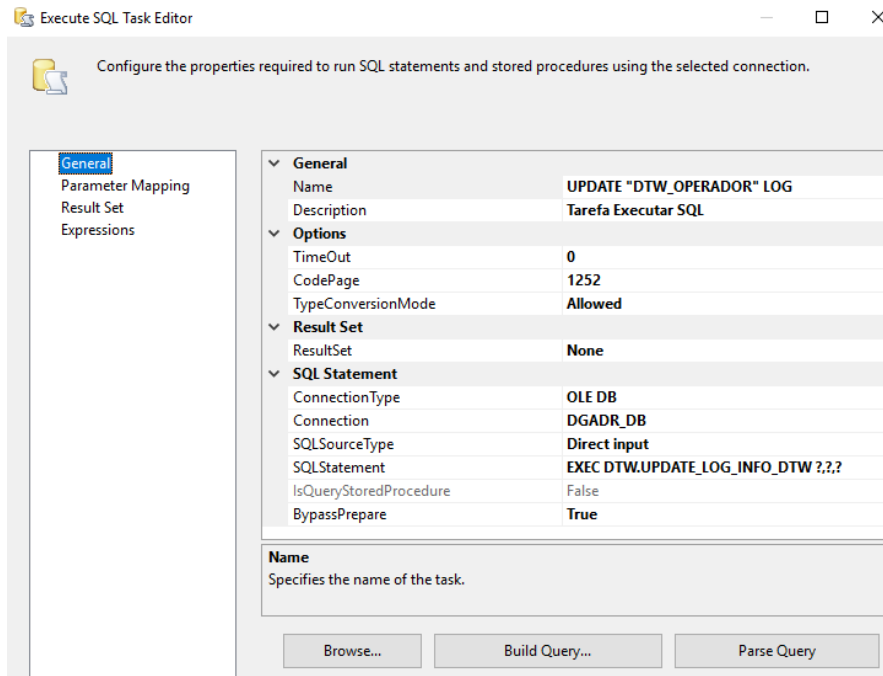 Execute SQL Task Editor
Configure the properties required to run SQL statements and stored procedures using the selected connection.
General
Parameter Mapping
Result Set
Expressions
General
Name UPDATE "DTW_OPERADOR" LOG
Description Tarefa Executar SQL
Options
TimeOut 0
CodePage 1252
TypeConversionMode Allowed
Result Set
ResultSet None
SQL Statement
ConnectionType OLE DB
Connection DGADR_DB
SQLSourceType Direct input
SQLStatement EXEC DTW.UPDATE_LOG_INFO_DTW ?,?,?
IsQueryStoredProcedure False
BypassPrepare True
Name
Specifies the name of the task.
Browse... Build Query... Parse Query